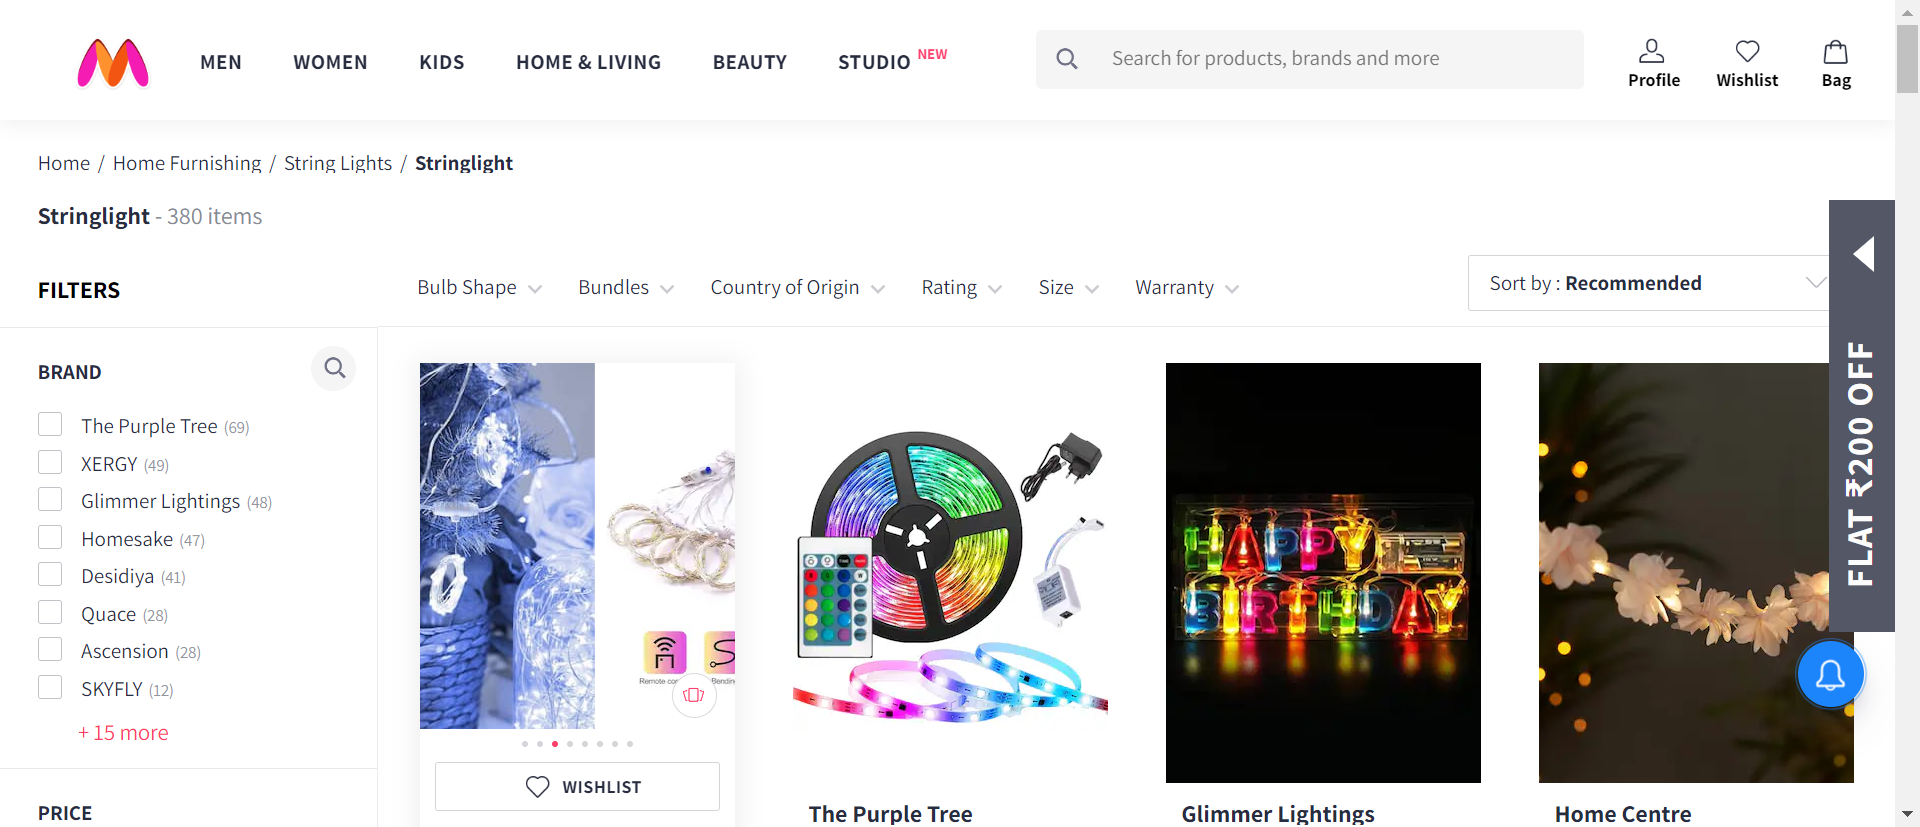 MEN WOMEN KIDS HOME & LIVING BEAUTY STUDIO NEW
Search for products, brands and more
Profile Wishlist Bag
Home / Home Furnishing / String Lights / Stringlight
Stringlight - 380 items
FILTERS
Bulb Shape Bundles Country of Origin Rating Size Warranty
Sort by : Recommended
BRAND
The Purple Tree (69)
XERGY (49)
Glimmer Lightings (48)
Homesake (47)
Desidiya (41)
Quace (28)
Ascension (28)
SKYFLY (12)
+ 15 more
PRICE
WISHLIST
The Purple Tree
HAPPY
BIRTHDAY
Glimmer Lightings
Home Centre
FLAT ₹200 OFF